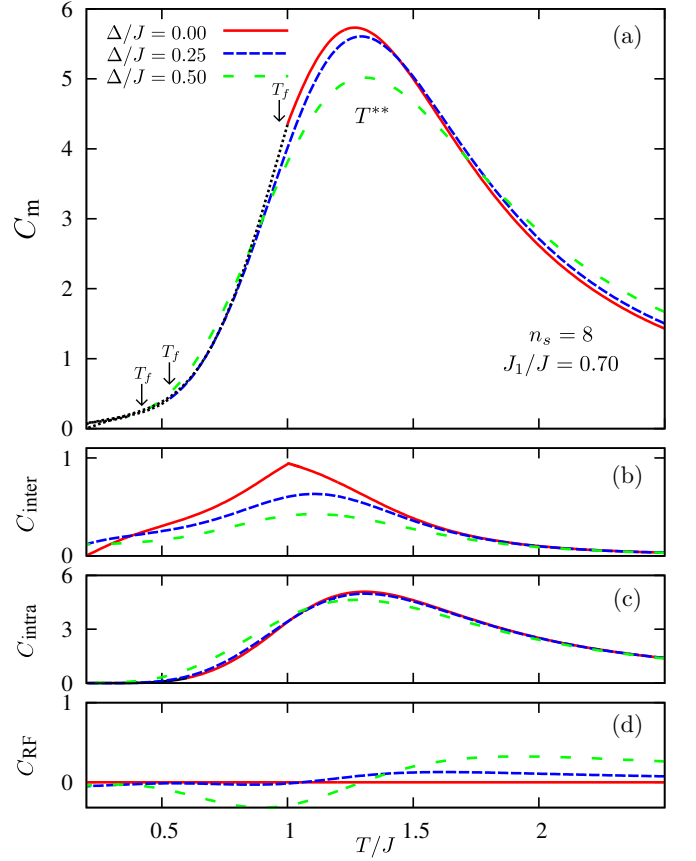 6
5
4
3
2
1
0
C_m
Δ/J = 0.00
Δ/J = 0.25
Δ/J = 0.50
(a)
T_f
T**
T_f
T_f
n_s = 8
J_1/J = 0.70
1
0
C_inter
(b)
6
3
0
C_intra
(c)
1
0
C_RF
(d)
0.5 1 1.5 2
T/J